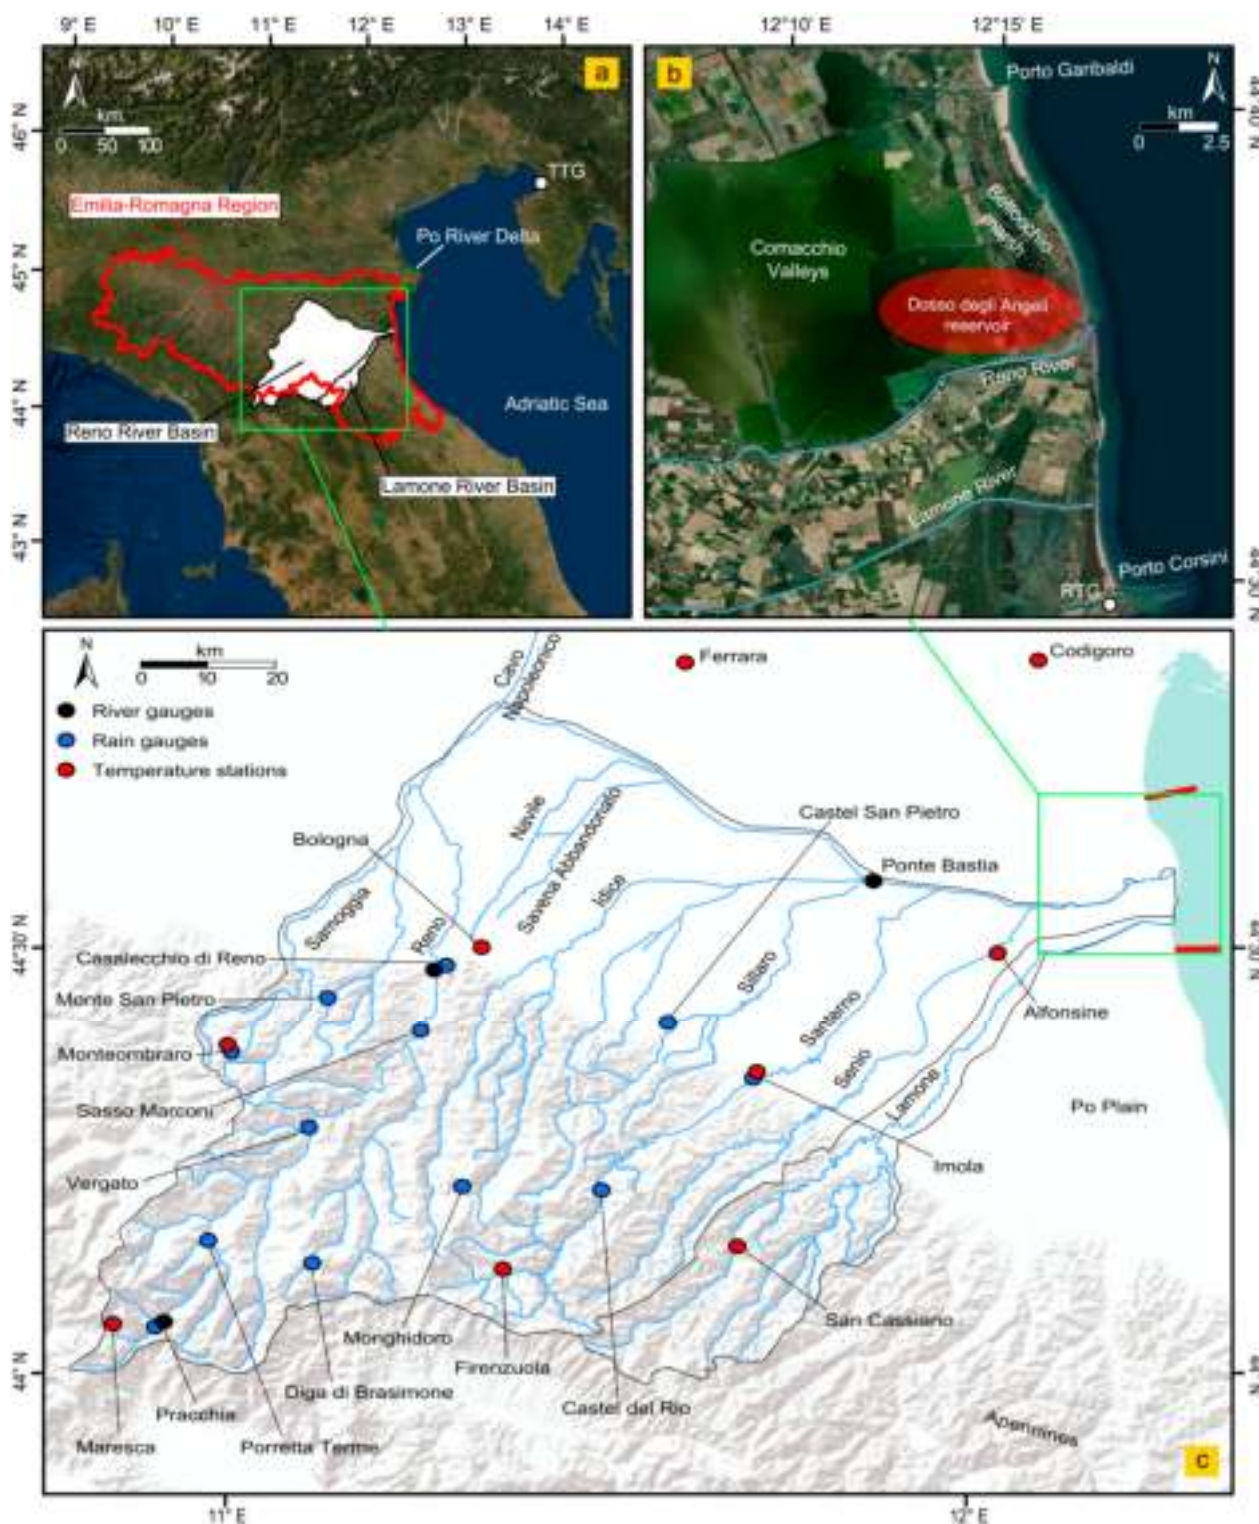 9° E
10° E
11° E
12° E
13° E
14° E
12°10' E
12°15' E
a
N
km
0
50
100
46° N
45° N
44° N
43° N
TTG
Emilia-Romagna Region
Po River Delta
Adriatic Sea
Reno River Basin
Lamone River Basin
b
Porto Garibaldi
N
km
0
2.5
Bellocchio
Comacchio
Valleys
Dosso degli Angeli
reservoir
Reno River
Lamone River
Porto Corsini
RTG
N
km
0
10
20
River gauges
Rain gauges
Temperature stations
Cavo
Napoleonico
Ferrara
Codigoro
Bologna
Navile
Savena Abbandonato
Castel San Pietro
Ponte Bastia
Samoggia
Reno
Idice
44°30' N
Casalecchio di Reno
Monte San Pietro
Sillaro
Santerno
Alfonsine
Monteombraro
Senio
Lamone
Sasso Marconi
Po Plain
Vergato
Imola
Monghidoro
San Cassiano
Firenzuola
44° N
44° N
Diga di Brasimone
Castel del Rio
Pracchia
Maresca
Porretta Terme
Apennines
c
11° E
12° E